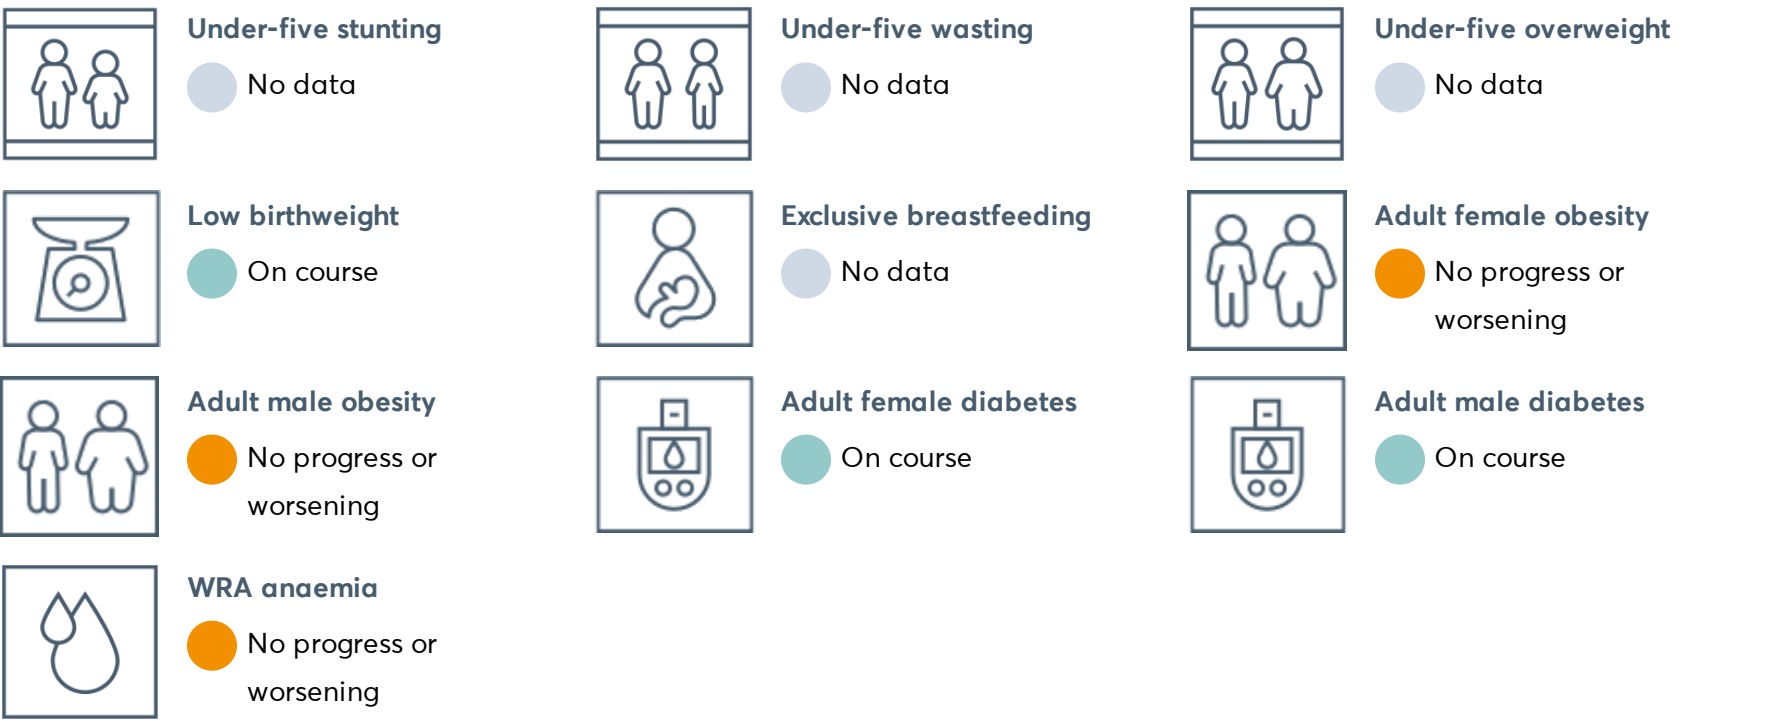 Under-five stunting
No data
Under-five wasting
No data
Under-five overweight
No data
Low birthweight
On course
Exclusive breastfeeding
No data
Adult female obesity
No progress or
worsening
Adult male obesity
No progress or
worsening
Adult female diabetes
On course
Adult male diabetes
On course
WRA anaemia
No progress or
worsening